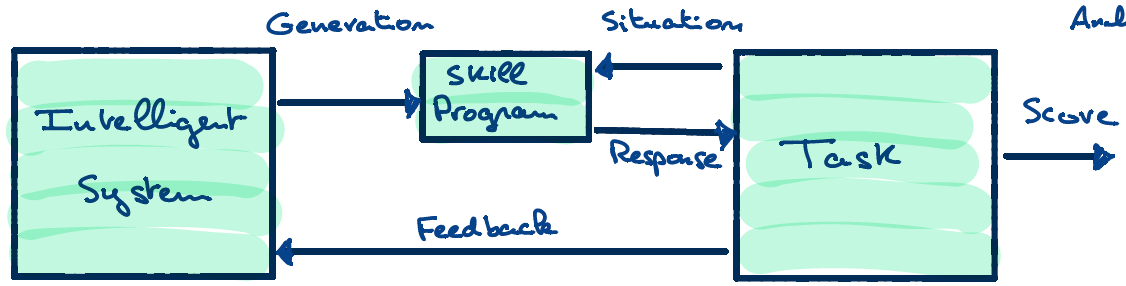 Generation
Situation
Intelligent
System
Skill
Program
Response
Task
Score
Feedback